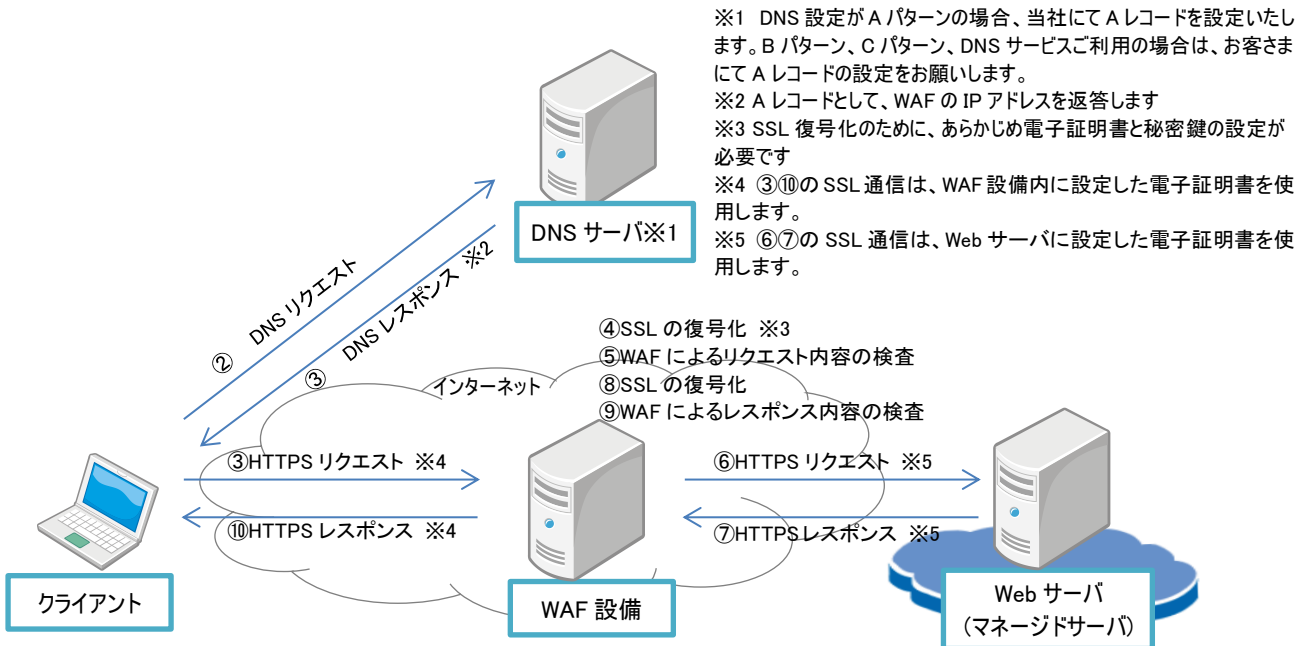 ※1 DNS 設定が A パターンの場合、当社にて A レコードを設定いたし
ます。B パターン、C パターン、DNS サービスご利用の場合は、お客さま
にて A レコードの設定をお願いします。
※2 A レコードとして、WAF の IP アドレスを返答します
※3 SSL 復号化のために、あらかじめ電子証明書と秘密鍵の設定が
必要です
※4 ③⑩の SSL 通信は、WAF 設備内に設定した電子証明書を使
用します。
※5 ⑥⑦の SSL 通信は、Web サーバに設定した電子証明書を使
用します。
DNS サーバ※1
② DNS リクエスト
③ DNS レスポンス ※2
④SSL の復号化 ※3
⑤WAF によるリクエスト内容の検査
⑧SSL の復号化
⑨WAF によるレスポンス内容の検査
インターネット
③HTTPS リクエスト ※4
⑥HTTPS リクエスト ※5
⑩HTTPS レスポンス ※4
⑦HTTPS レスポンス ※5
クライアント
WAF 設備
Web サーバ
(マネージドサーバ)